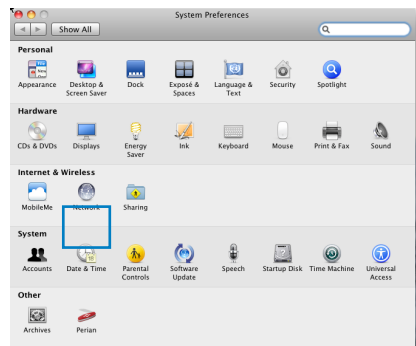 System Preferences
Show All
Personal
Appearance
Desktop &
Screen Saver
Dock
Exposé &
Spaces
Language &
Text
Security
Spotlight
Hardware
CDs & DVDs
Displays
Energy
Saver
Ink
Keyboard
Mouse
Print & Fax
Sound
Internet & Wireless
MobileMe
Network
Sharing
System
Accounts
Date & Time
Parental
Controls
Software
Update
Speech
Startup Disk
Time Machine
Universal
Access
Other
Archives
Perian